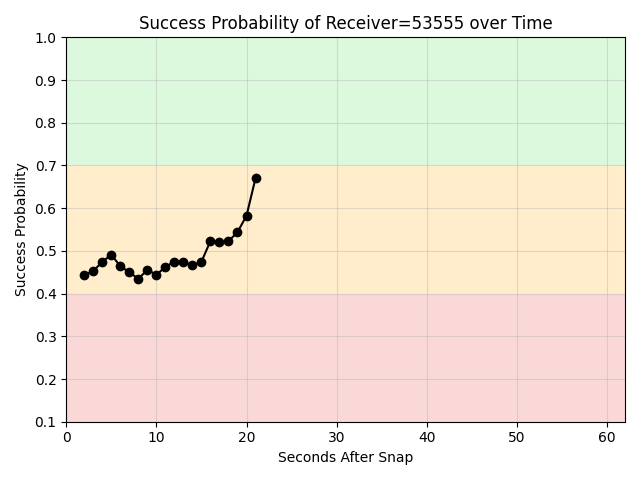 Success Probability of Receiver=53555 over Time
1.0
0.9
0.8
0.7
0.6
0.5
0.4
0.3
0.2
0.1
Success Probability
0 10 20 30 40 50 60
Seconds After Snap